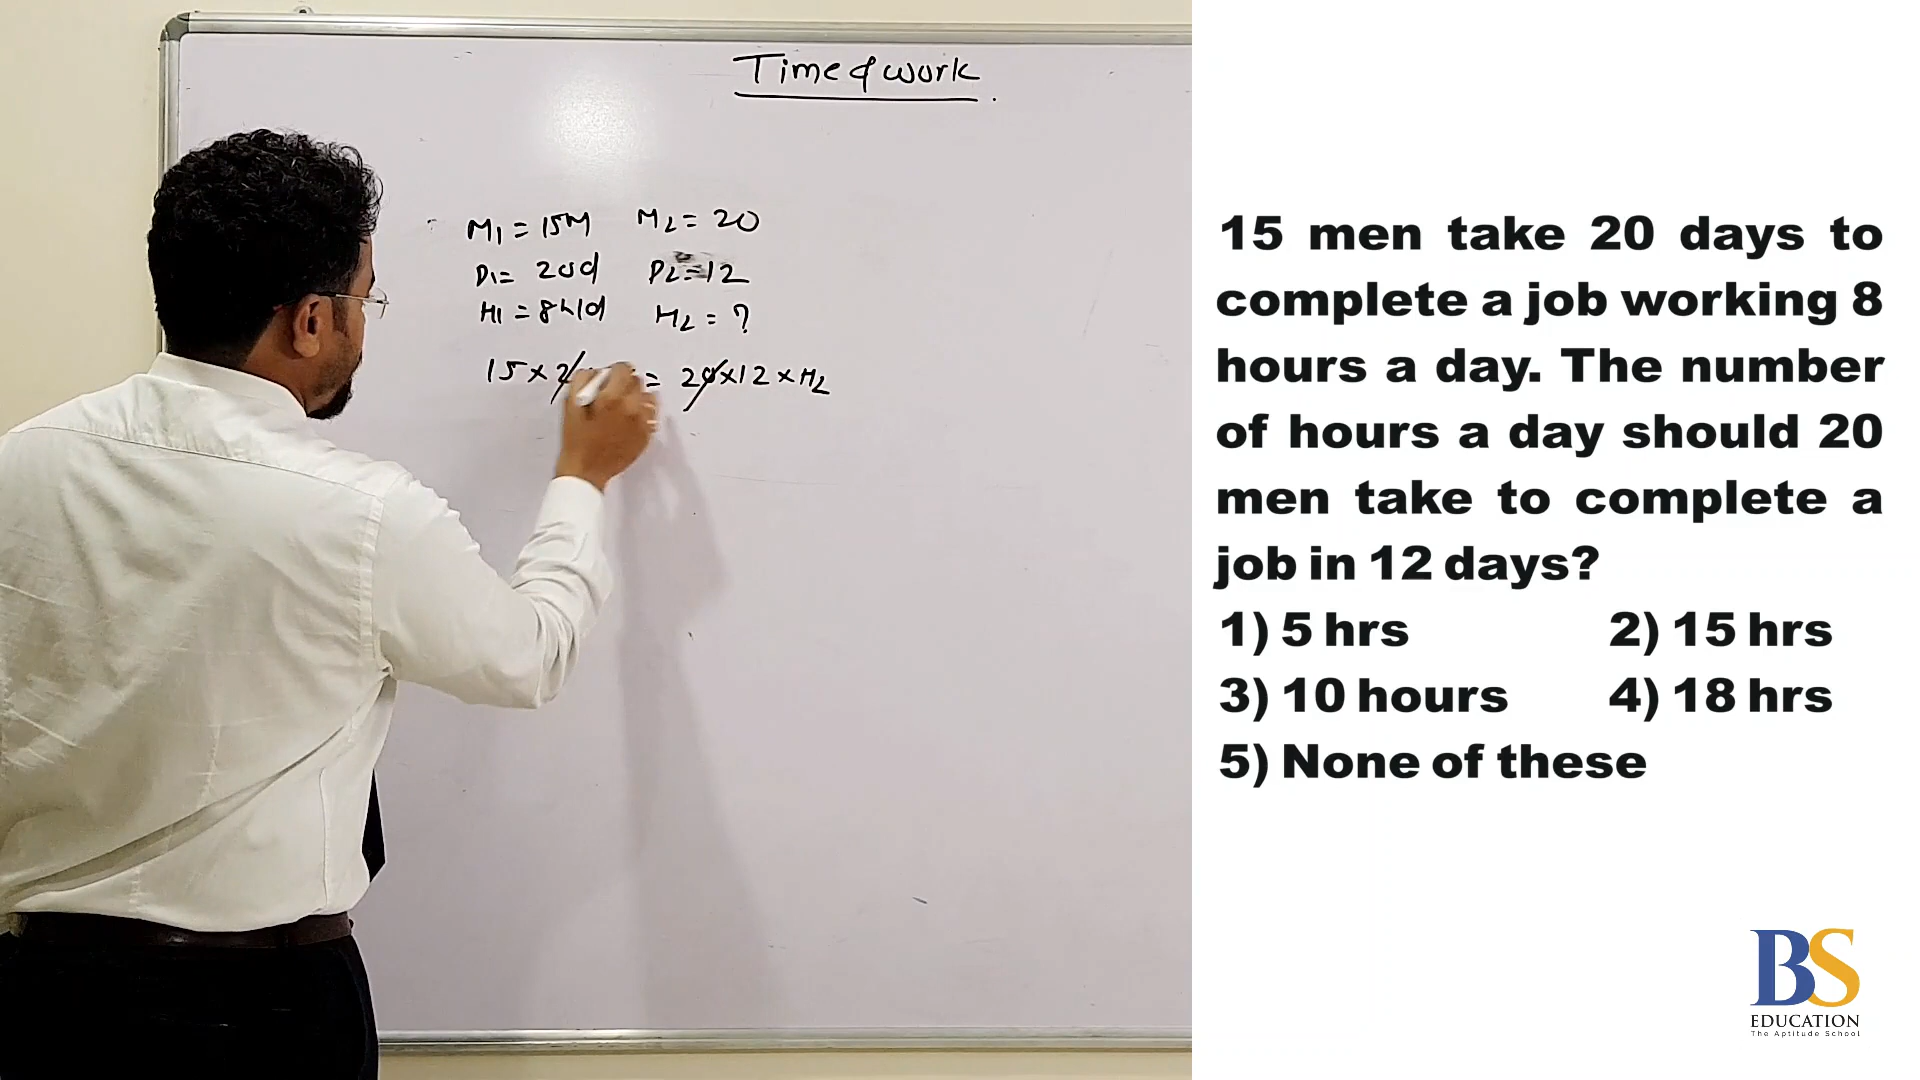 Time & work
M1 = 15M M2 = 20
D1= 20d D2=12
H1 = 8h/d H2 = ?
15 × 2 = 20×12 × H2
15 men take 20 days to
complete a job working 8
hours a day. The number
of hours a day should 20
men take to complete a
job in 12 days?
1) 5 hrs 2) 15 hrs
3) 10 hours 4) 18 hrs
5) None of these
BS
EDUCATION
The Aptitude School